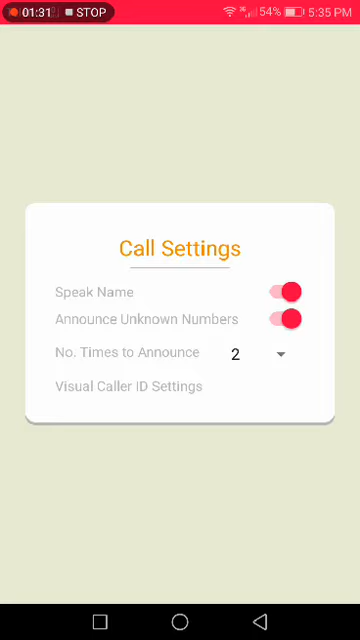 01:31 STOP 54% 5:35 PM
Call Settings
Speak Name
Announce Unknown Numbers
No. Times to Announce 2
Visual Caller ID Settings